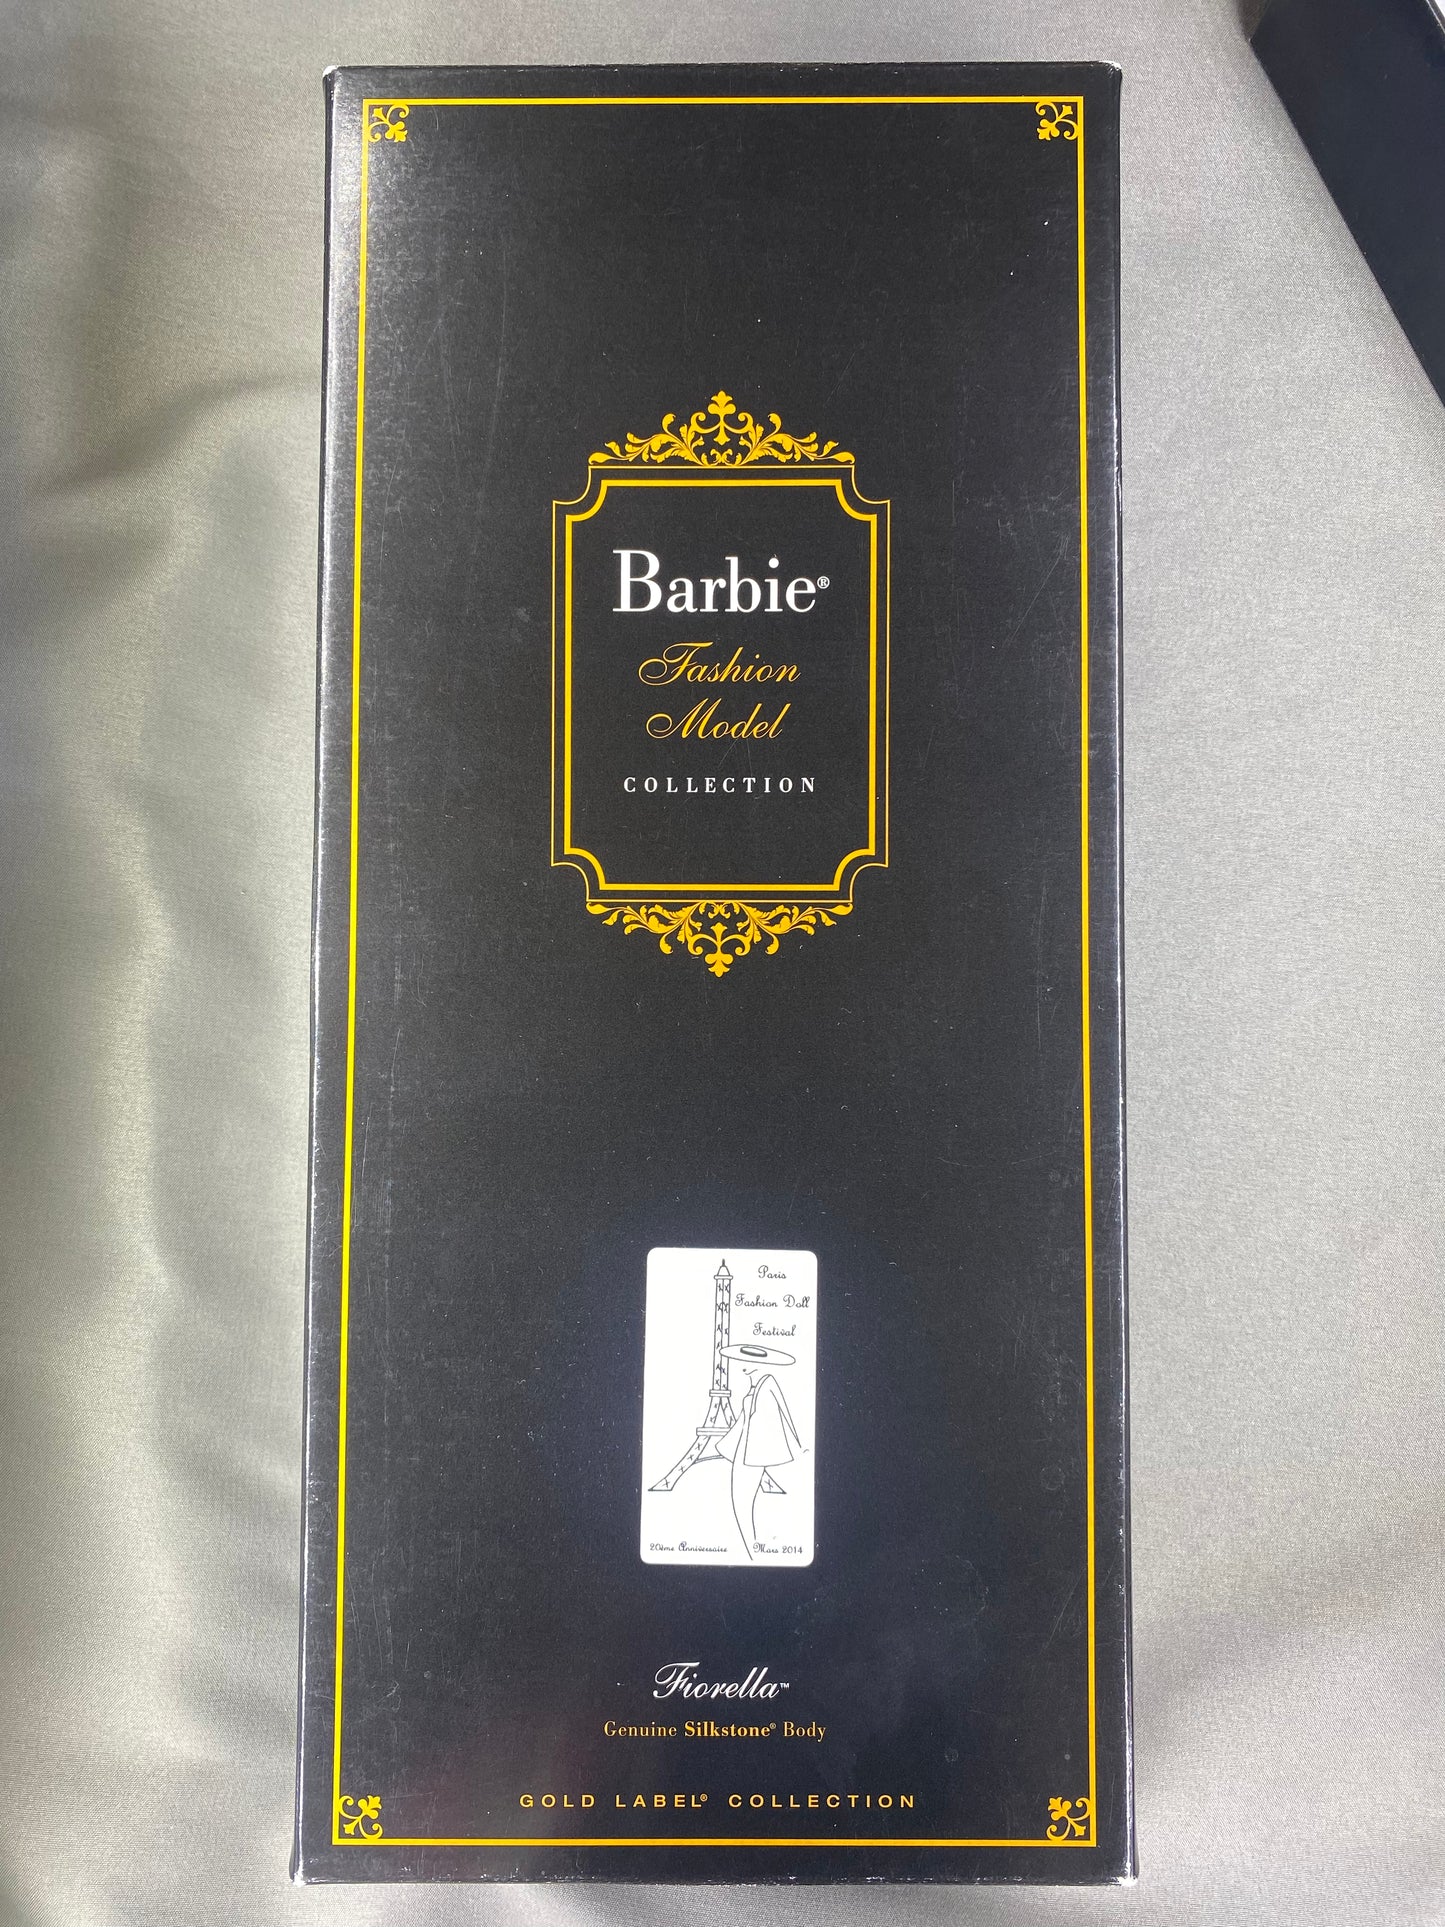 Barbie®
Fashion
Model
COLLECTION
Paris
Fashion Doll
Festival
20ème Anniversaire Mars 2014
Fiorella™
Genuine Silkstone® Body
GOLD LABEL® COLLECTION